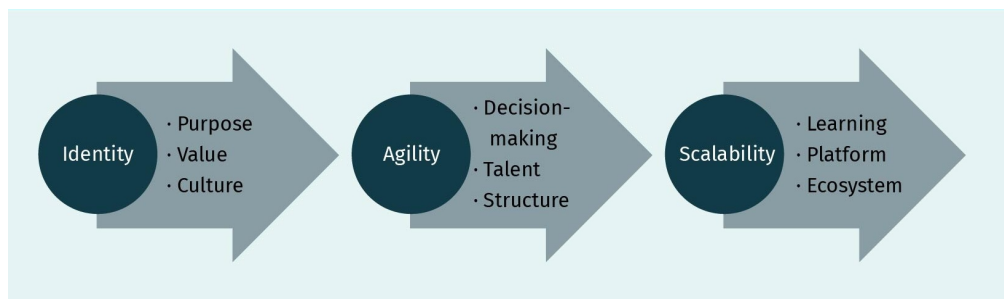 Identity
· Purpose
· Value
· Culture
Agility
· Decision-
making
· Talent
· Structure
Scalability
· Learning
· Platform
· Ecosystem